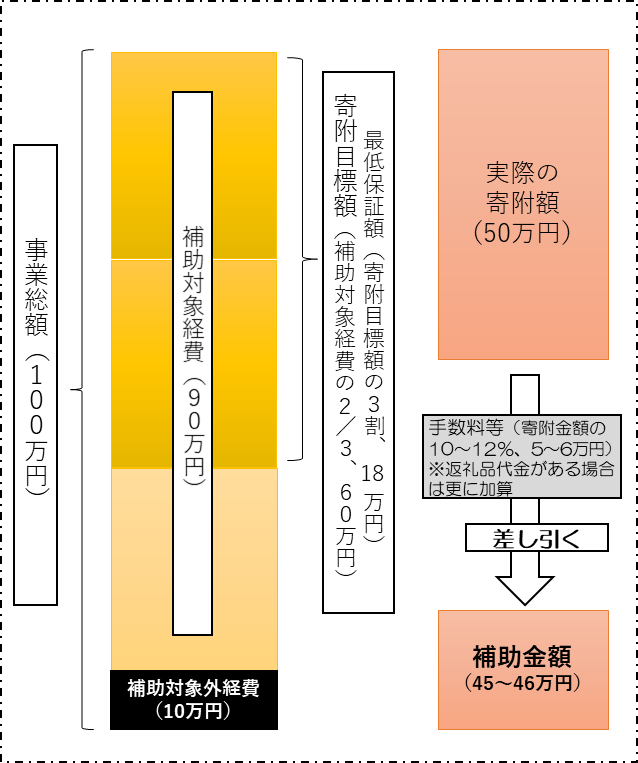 事業総額（100万円）
補助対象経費（90万円）
補助対象外経費
（10万円）
最低保証額（寄附目標額の3割、18万円）
寄附目標額（補助対象経費の2／3、60万円）
実際の
寄附額
（50万円）
手数料等（寄附金額の
10～12%、5～6万円）
※返礼品代金がある場合
は更に加算
差し引く
補助金額
（45～46万円）